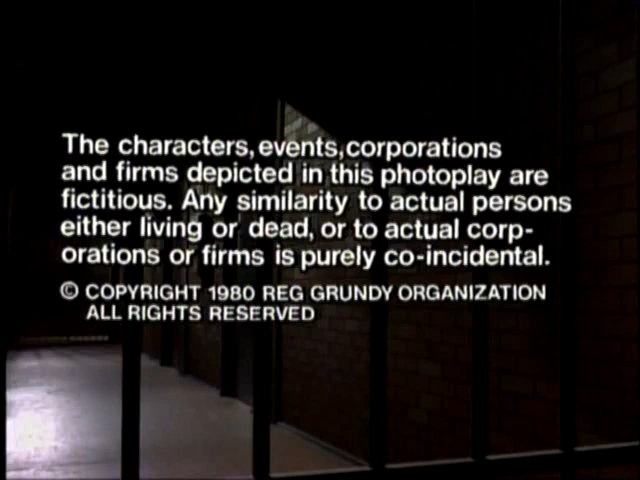 The characters, events, corporations
and firms depicted in this photoplay are
fictitious. Any similarity to actual persons
either living or dead, or to actual corp-
orations or firms is purely co-incidental.
© COPYRIGHT 1980 REG GRUNDY ORGANIZATION
ALL RIGHTS RESERVED